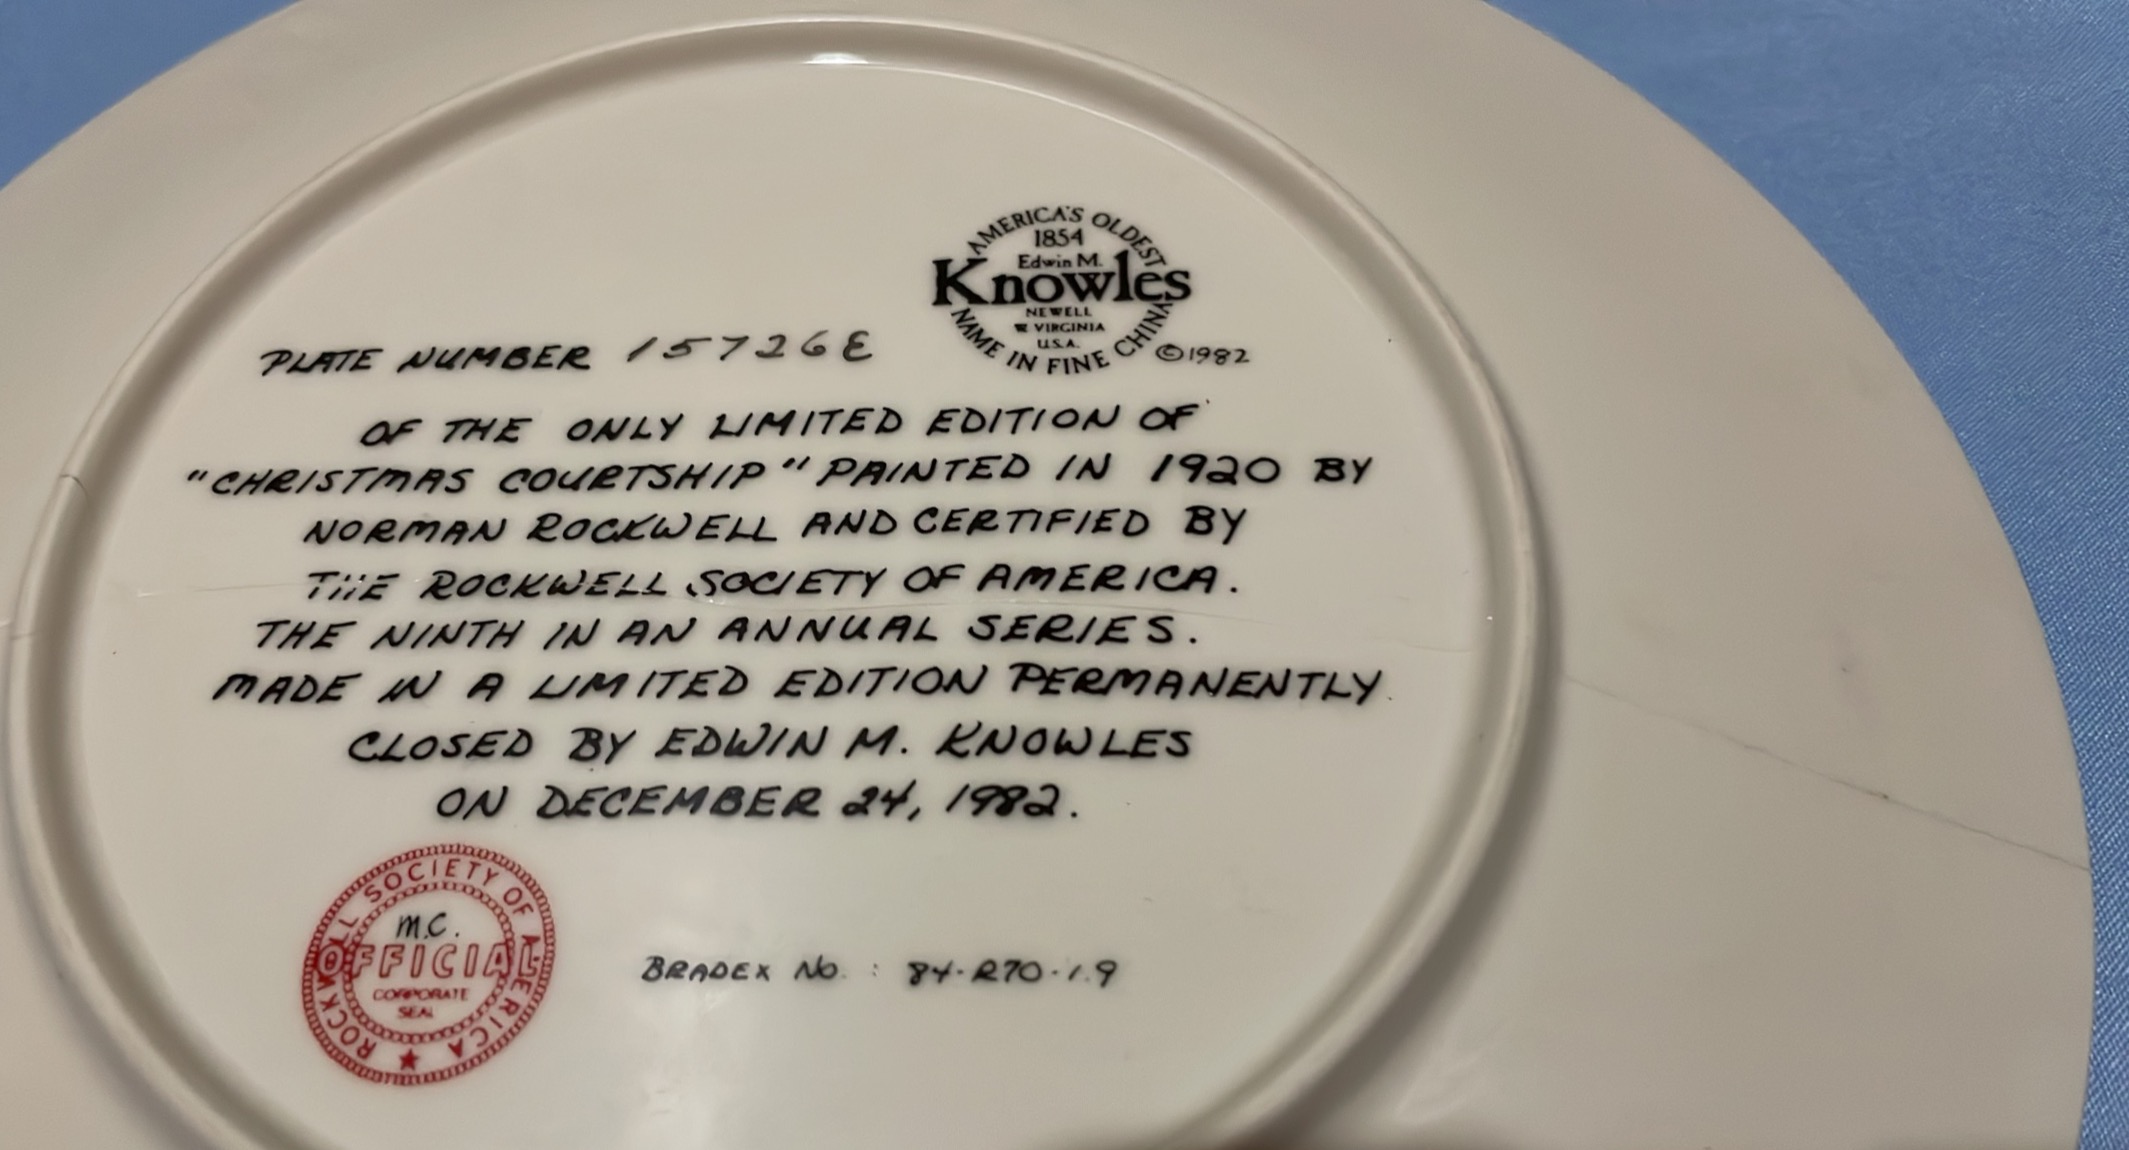 AMERICA'S OLDEST
1854
Edwin M.
Knowles
NEWELL
W VIRGINIA
U.S.A.
NAME IN FINE CHINA
©1982
PLATE NUMBER 15726E
OF THE ONLY LIMITED EDITION OF
"CHRISTMAS COURTSHIP" PAINTED IN 1920 BY
NORMAN ROCKWELL AND CERTIFIED BY
THE ROCKWELL SOCIETY OF AMERICA.
THE NINTH IN AN ANNUAL SERIES.
MADE IN A LIMITED EDITION PERMANENTLY
CLOSED BY EDWIN M. KNOWLES
ON DECEMBER 24, 1982.
ROCKWELL SOCIETY OF AMERICA
M.C.
OFFICIAL
CORPORATE
SEAL
BRADEX No. : 84-R70-1.9